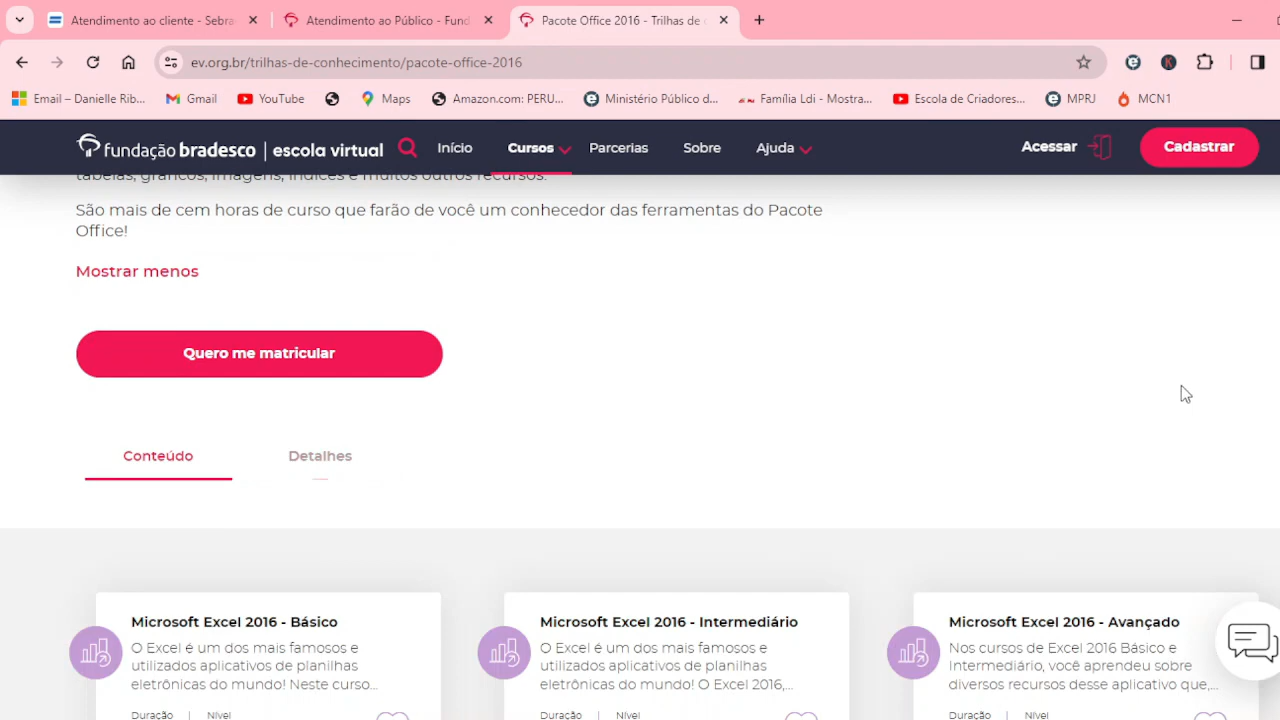 Atendimento ao cliente - Sebra
Atendimento ao Público - Fund
Pacote Office 2016 - Trilhas de
ev.org.br/trilhas-de-conhecimento/pacote-office-2016
Email – Danielle Rib...
Gmail
YouTube
Maps
Amazon.com: PERU...
Ministério Público d...
Família Ldi - Mostra...
Escola de Criadores...
MPRJ
MCN1
fundação bradesco | escola virtual
Início
Cursos
Parcerias
Sobre
Ajuda
Acessar
Cadastrar
tabelas, gráficos, imagens, índices e muitos outros recursos.
São mais de cem horas de curso que farão de você um conhecedor das ferramentas do Pacote
Office!
Mostrar menos
Quero me matricular
Conteúdo
Detalhes
Microsoft Excel 2016 - Básico
O Excel é um dos mais famosos e
utilizados aplicativos de planilhas
eletrônicas do mundo! Neste curso...
Duração | Nível
Microsoft Excel 2016 - Intermediário
O Excel é um dos mais famosos e
utilizados aplicativos de planilhas
eletrônicas do mundo! O Excel 2016,...
Duração | Nível
Microsoft Excel 2016 - Avançado
Nos cursos de Excel 2016 Básico e
Intermediário, você aprendeu sobre
diversos recursos desse aplicativo que,...
Duração | Nível